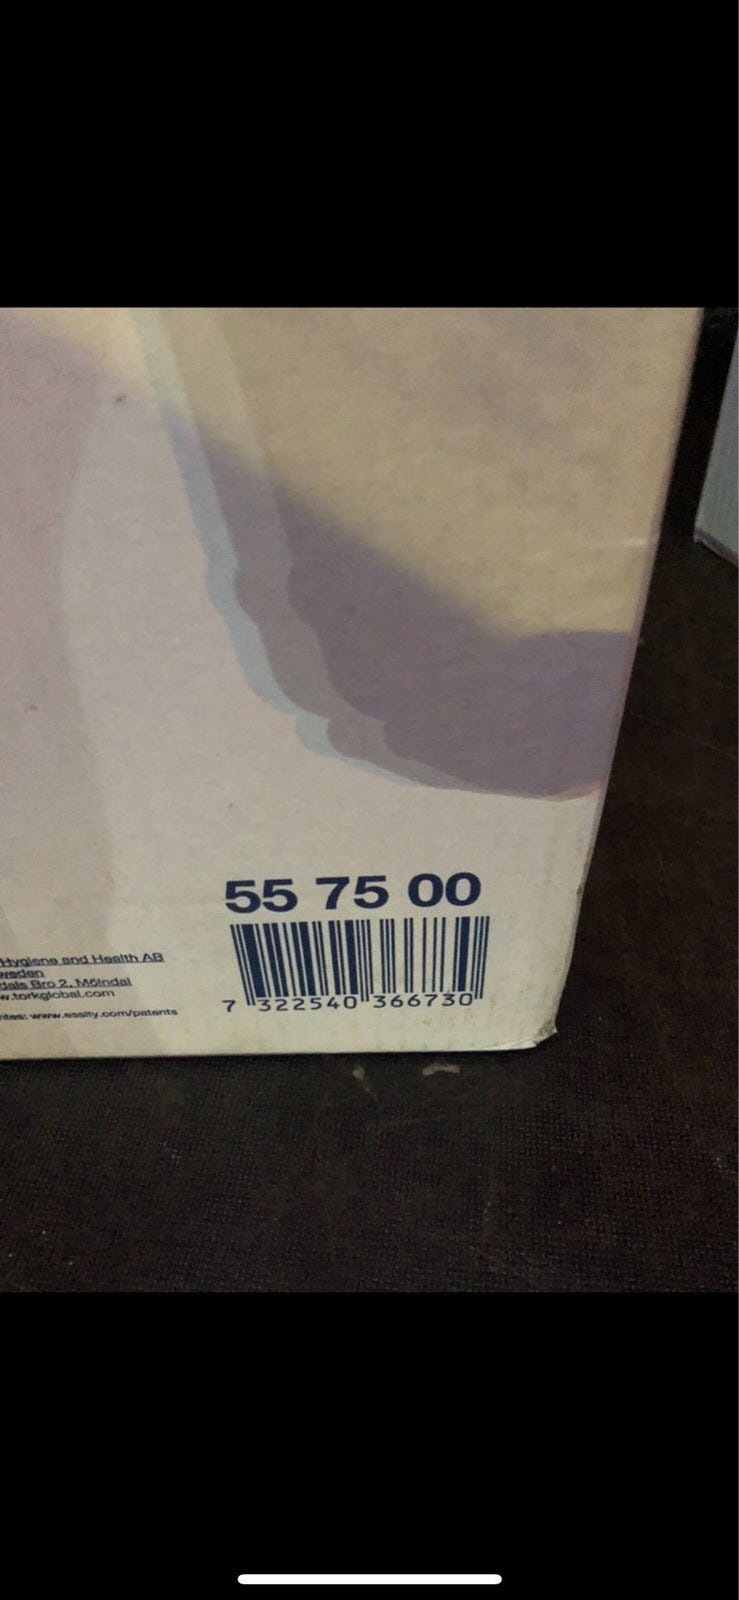 55 75 00
Hygiene and Health AB
weden
dals Bro 2, Mölndal
w.torkglobal.com
www.essity.com/patents
7 322540 366730